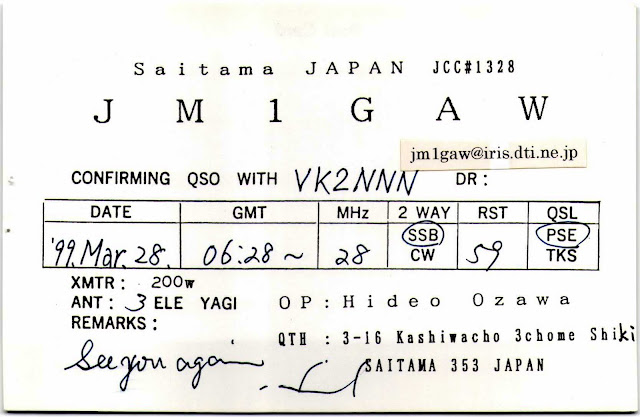 Saitama JAPAN JCC#1328
JM1GAW
jm1gaw@iris.dti.ne.jp
CONFIRMING QSO WITH VK2NNN DR:
DATE GMT MHz 2 WAY RST QSL
'99. Mar. 28. 06:28~ 28 SSB CW 59 PSE TKS
XMTR: 200w
ANT: 3 ELE YAGI OP: Hideo Ozawa
REMARKS:
QTH : 3-16 Kashiwacho 3chome Shiki
See you again SAITAMA 353 JAPAN